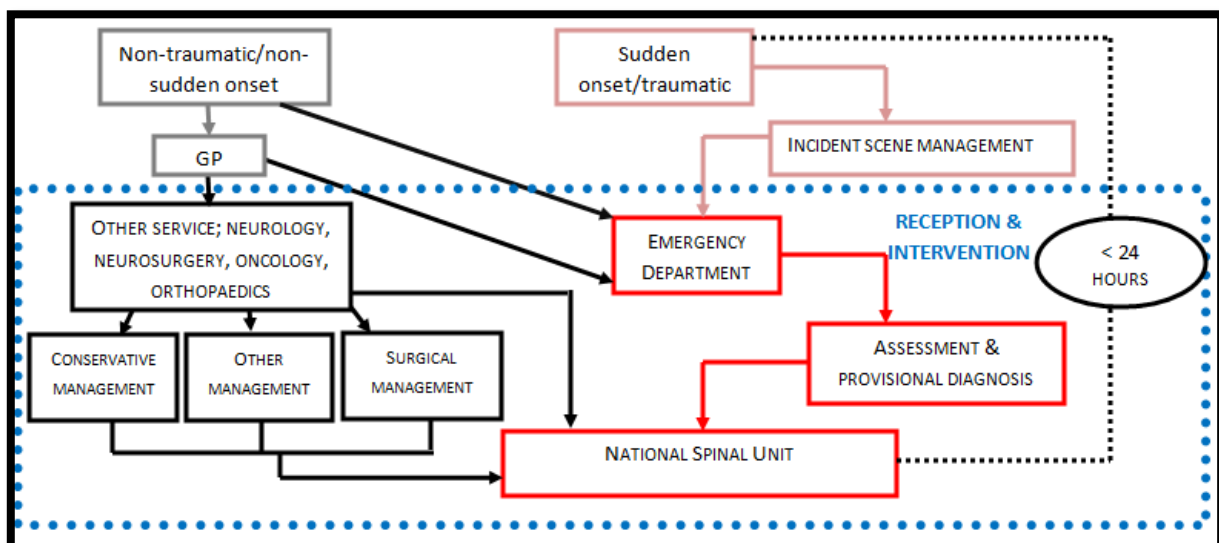 Non-traumatic/non-
sudden onset
Sudden
onset/traumatic
GP
INCIDENT SCENE MANAGEMENT
OTHER SERVICE; NEUROLOGY,
NEUROSURGERY, ONCOLOGY,
ORTHOPAEDICS
EMERGENCY
DEPARTMENT
RECEPTION &
INTERVENTION
< 24
HOURS
CONSERVATIVE
MANAGEMENT
OTHER
MANAGEMENT
SURGICAL
MANAGEMENT
ASSESSMENT &
PROVISIONAL DIAGNOSIS
NATIONAL SPINAL UNIT